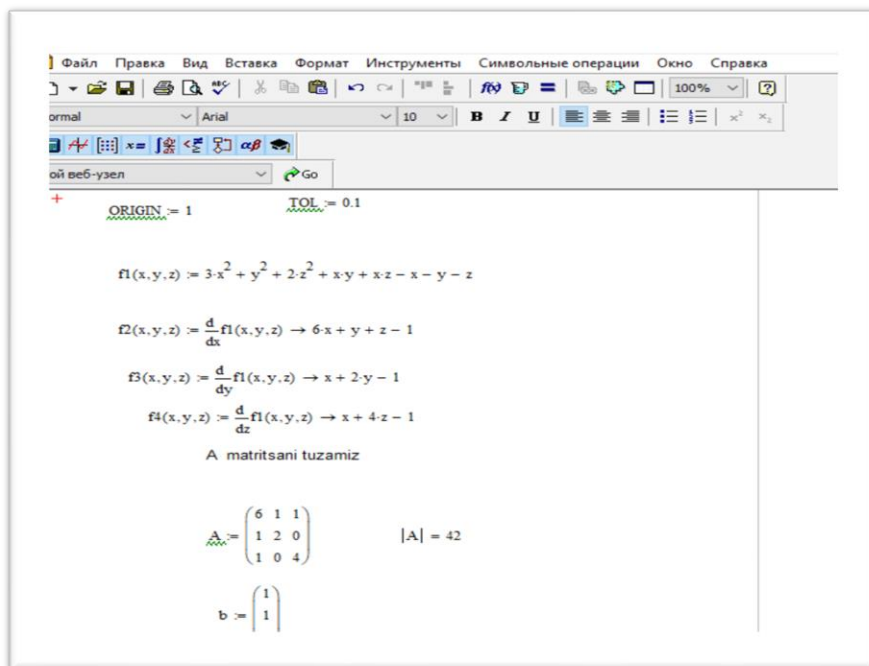 Файл Правка Вид Вставка Формат Инструменты Символьные операции Окно Справка
100%
ormal Arial 10 B I U
ой веб-узел Go
ORIGIN := 1 TOL := 0.1
f1(x,y,z) := 3·x² + y² + 2·z² + x·y + x·z − x − y − z
f2(x,y,z) := d/dx f1(x,y,z) → 6·x + y + z − 1
f3(x,y,z) := d/dy f1(x,y,z) → x + 2·y − 1
f4(x,y,z) := d/dz f1(x,y,z) → x + 4·z − 1
A matritsani tuzamiz
6 1 1
A := 1 2 0 |A| = 42
1 0 4
1
b := 1